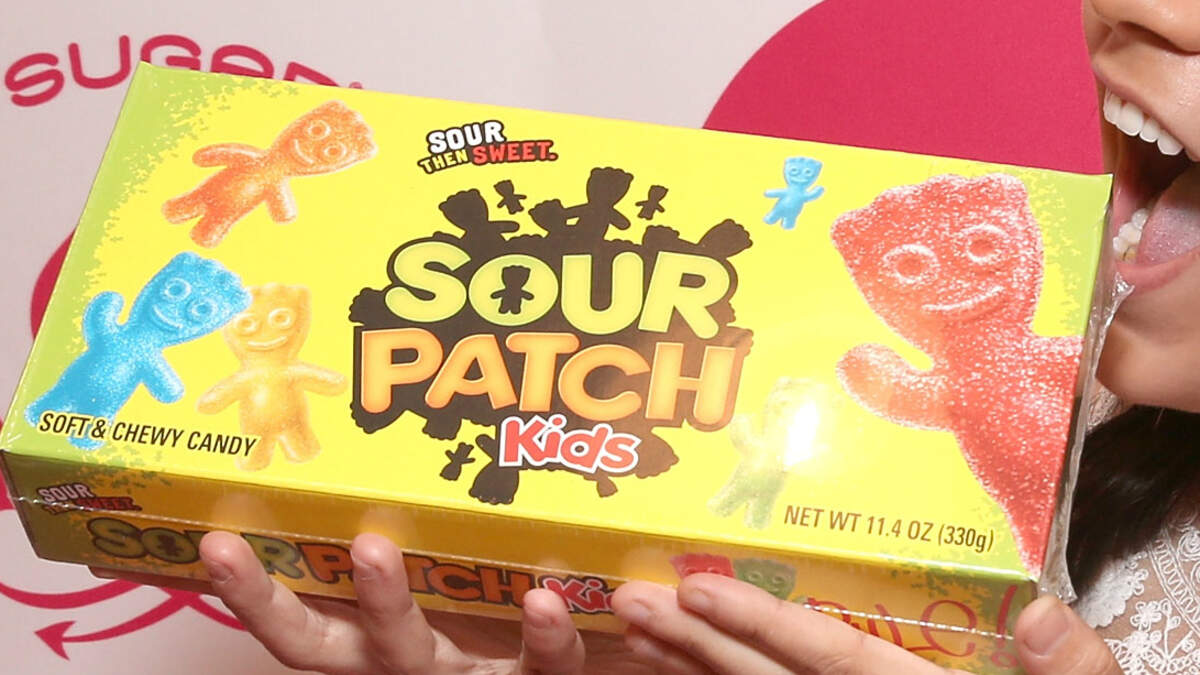 SUGAR
SOUR
THEN SWEET.
SOUR
PATCH
Kids
SOFT & CHEWY CANDY
NET WT 11.4 OZ (330g)
SOUR
THEN SWEET.
SOUR PATCH Kids